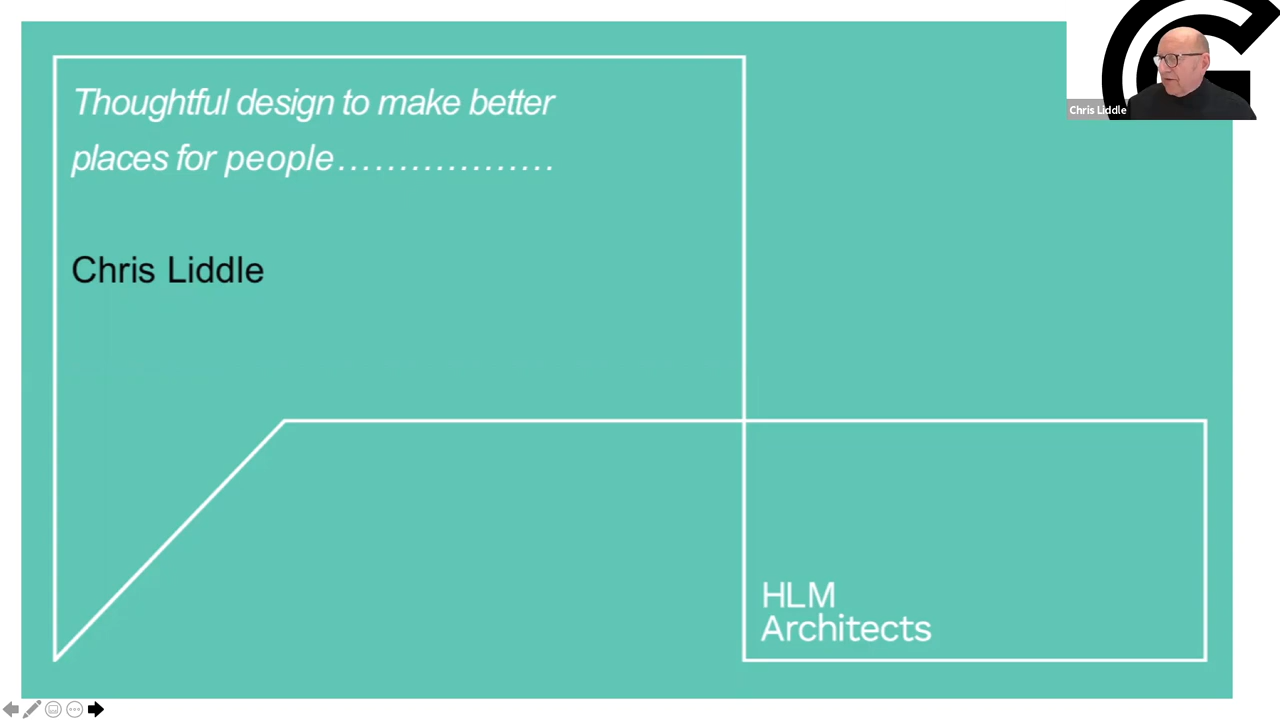 Thoughtful design to make better
places for people..................
Chris Liddle
HLM
Architects
Chris Liddle